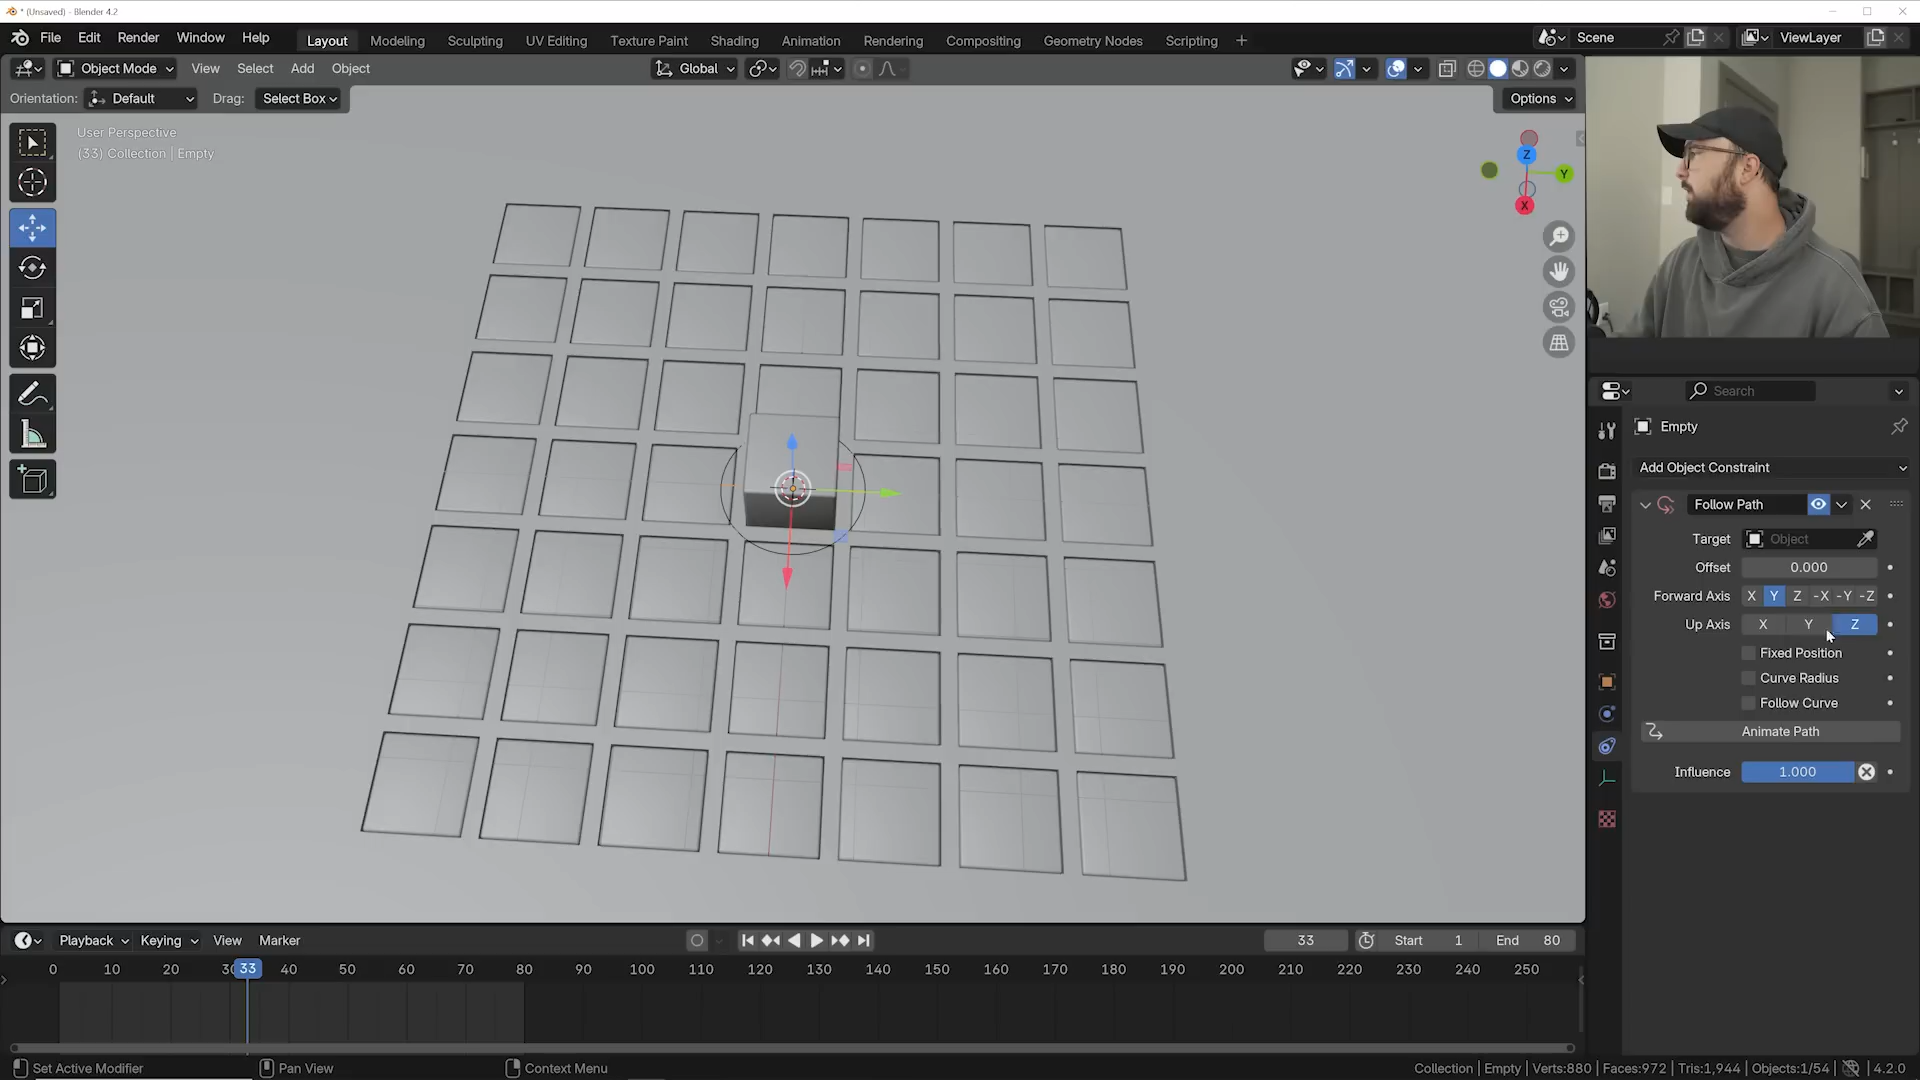 * (Unsaved) - Blender 4.2
File Edit Render Window Help
Layout Modeling Sculpting UV Editing Texture Paint Shading Animation Rendering Compositing Geometry Nodes Scripting +
Scene
ViewLayer
Object Mode View Select Add Object
Global
Orientation: Default Drag: Select Box
Options
User Perspective
(33) Collection | Empty
Z
Y
X
Search
Empty
Add Object Constraint
Follow Path
Target Object
Offset 0.000
Forward Axis X Y Z -X -Y -Z
Up Axis X Y Z
Fixed Position
Curve Radius
Follow Curve
Animate Path
Influence 1.000
Playback Keying View Marker
33 Start 1 End 80
0 10 20 30 33 40 50 60 70 80 90 100 110 120 130 140 150 160 170 180 190 200 210 220 230 240 250
Set Active Modifier Pan View Context Menu
Collection | Empty | Verts:880 | Faces:972 | Tris:1,944 | Objects:1/54 | 4.2.0